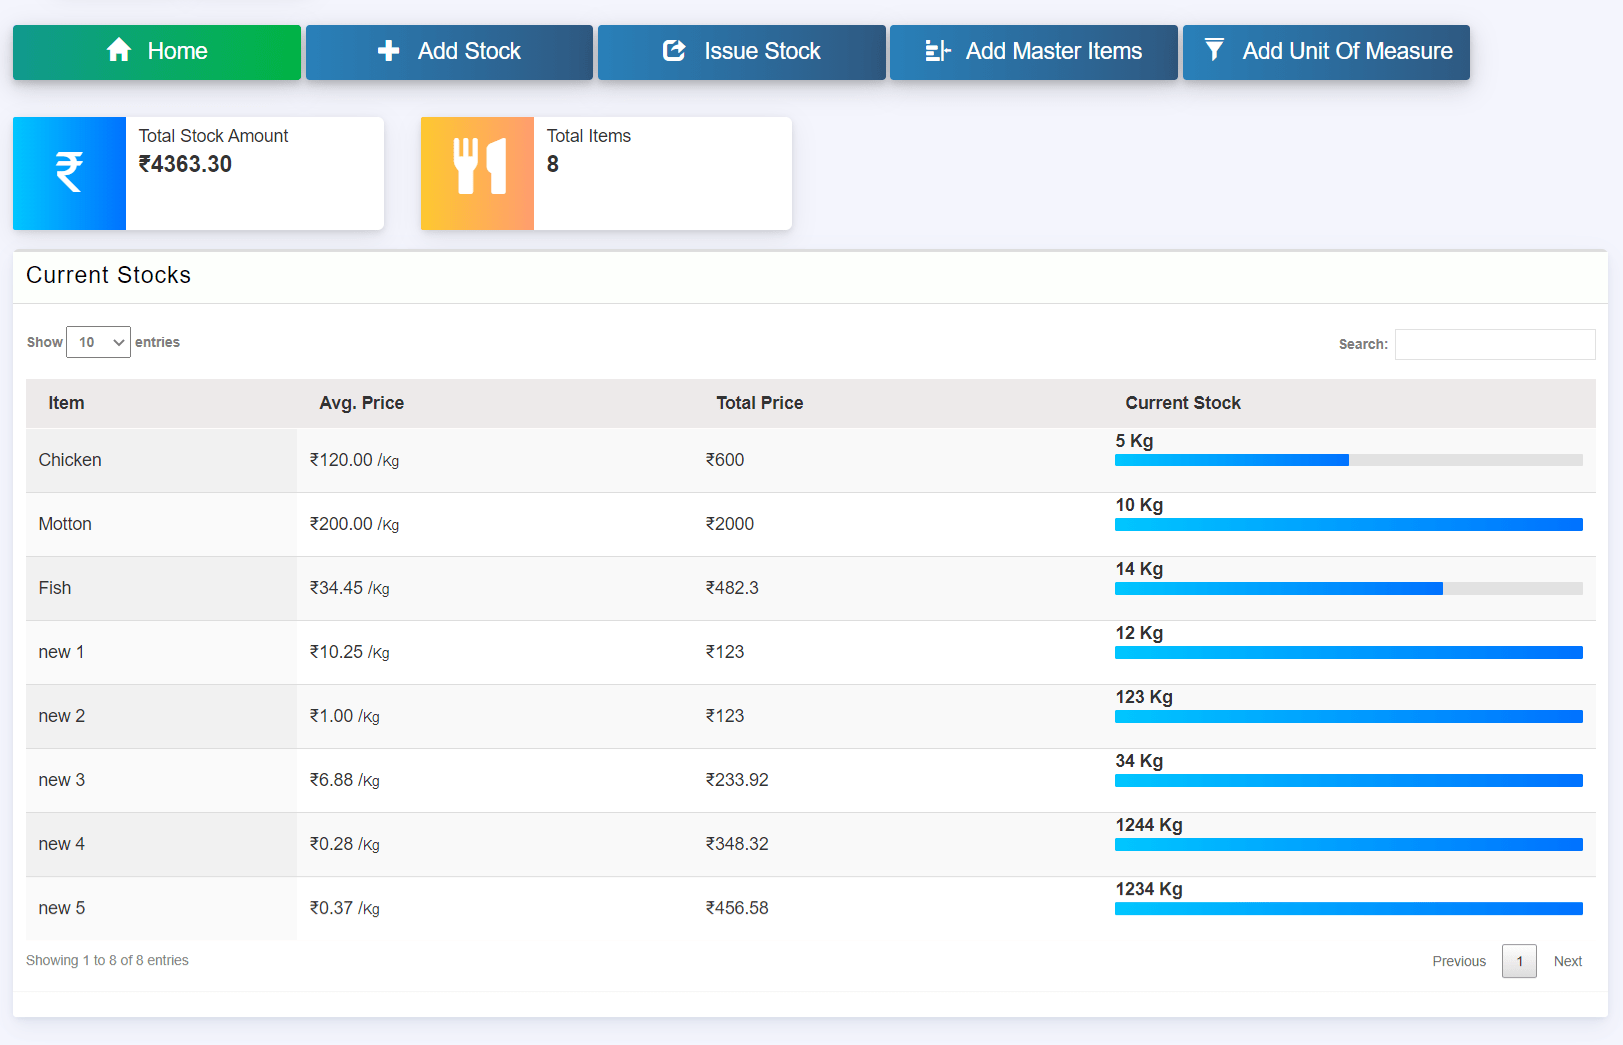 Home Add Stock Issue Stock Add Master Items Add Unit Of Measure
Total Stock Amount
₹4363.30
Total Items
8
Current Stocks
Show 10 entries Search:
Item Avg. Price Total Price Current Stock
Chicken ₹120.00 /Kg ₹600 5 Kg
Motton ₹200.00 /Kg ₹2000 10 Kg
Fish ₹34.45 /Kg ₹482.3 14 Kg
new 1 ₹10.25 /Kg ₹123 12 Kg
new 2 ₹1.00 /Kg ₹123 123 Kg
new 3 ₹6.88 /Kg ₹233.92 34 Kg
new 4 ₹0.28 /Kg ₹348.32 1244 Kg
new 5 ₹0.37 /Kg ₹456.58 1234 Kg
Showing 1 to 8 of 8 entries Previous 1 Next